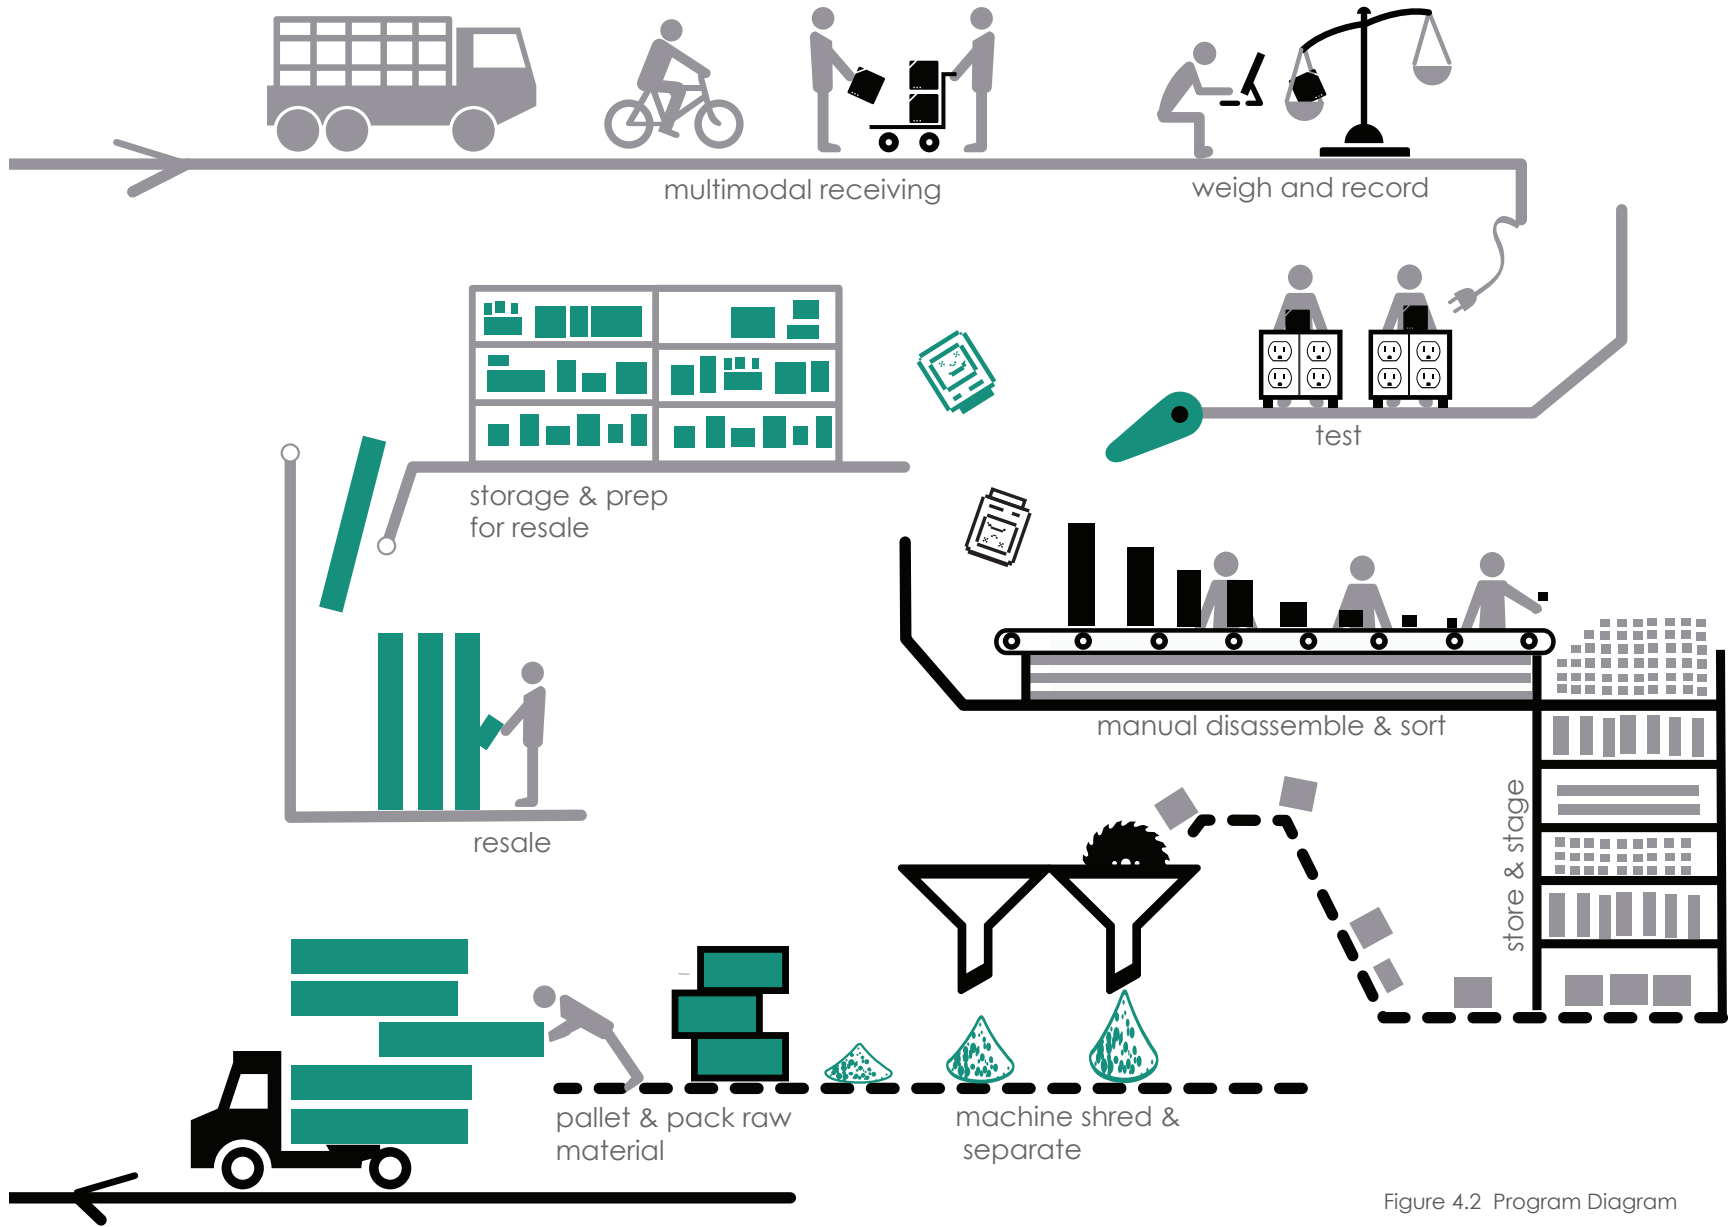 multimodal receiving
weigh and record
test
storage & prep
for resale
manual disassemble & sort
resale
store & stage
pallet & pack raw
material
machine shred &
separate
Figure 4.2 Program Diagram